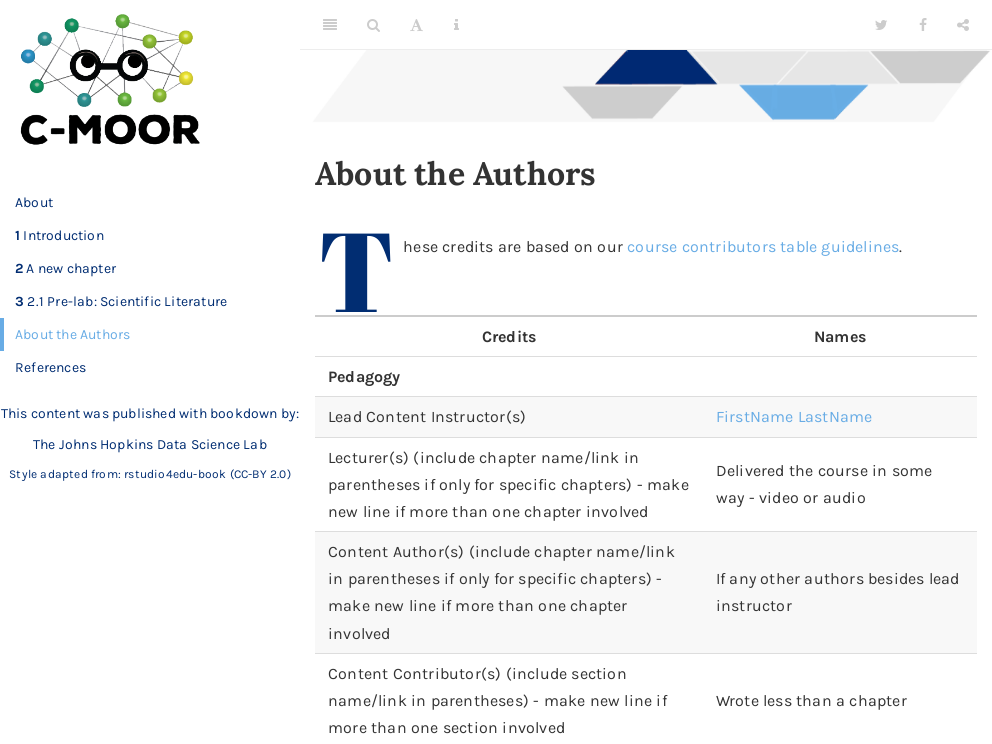 C-MOOR
About
1 Introduction
2 A new chapter
3 2.1 Pre-lab: Scientific Literature
About the Authors
References
This content was published with bookdown by:
The Johns Hopkins Data Science Lab
Style adapted from: rstudio4edu-book (CC-BY 2.0)
About the Authors
These credits are based on our course contributors table guidelines.
Credits Names
Pedagogy
Lead Content Instructor(s) FirstName LastName
Lecturer(s) (include chapter name/link in
parentheses if only for specific chapters) - make
new line if more than one chapter involved
Delivered the course in some
way - video or audio
Content Author(s) (include chapter name/link
in parentheses if only for specific chapters) -
make new line if more than one chapter
involved
If any other authors besides lead
instructor
Content Contributor(s) (include section
name/link in parentheses) - make new line if
more than one section involved
Wrote less than a chapter